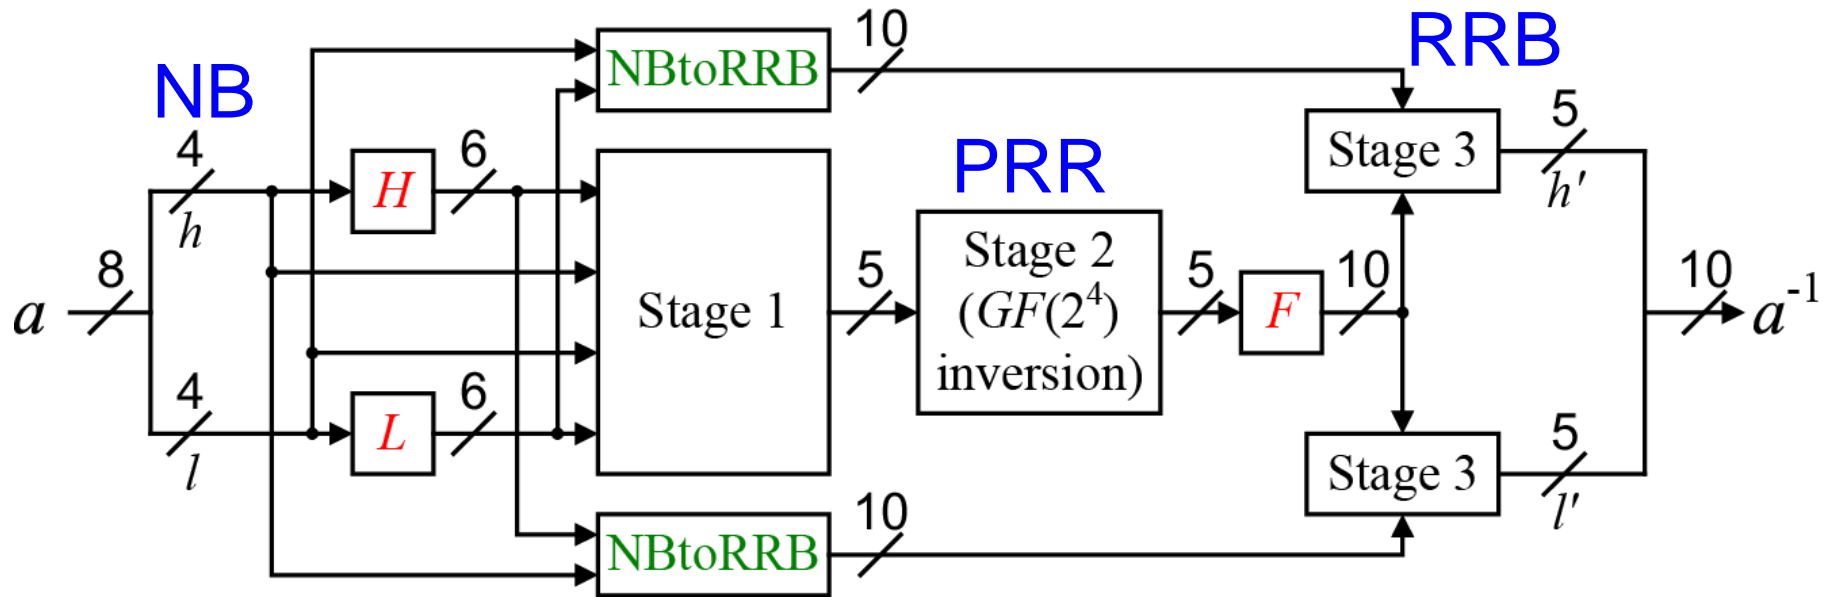 10
RRB
NBtoRRB
NB
5
4
6
PRR
Stage 3
H
h
h'
Stage 2
8
5
5
10
10
a
Stage 1
(GF(2⁴)
F
a⁻¹
inversion)
4
6
5
L
Stage 3
l
10
l'
NBtoRRB